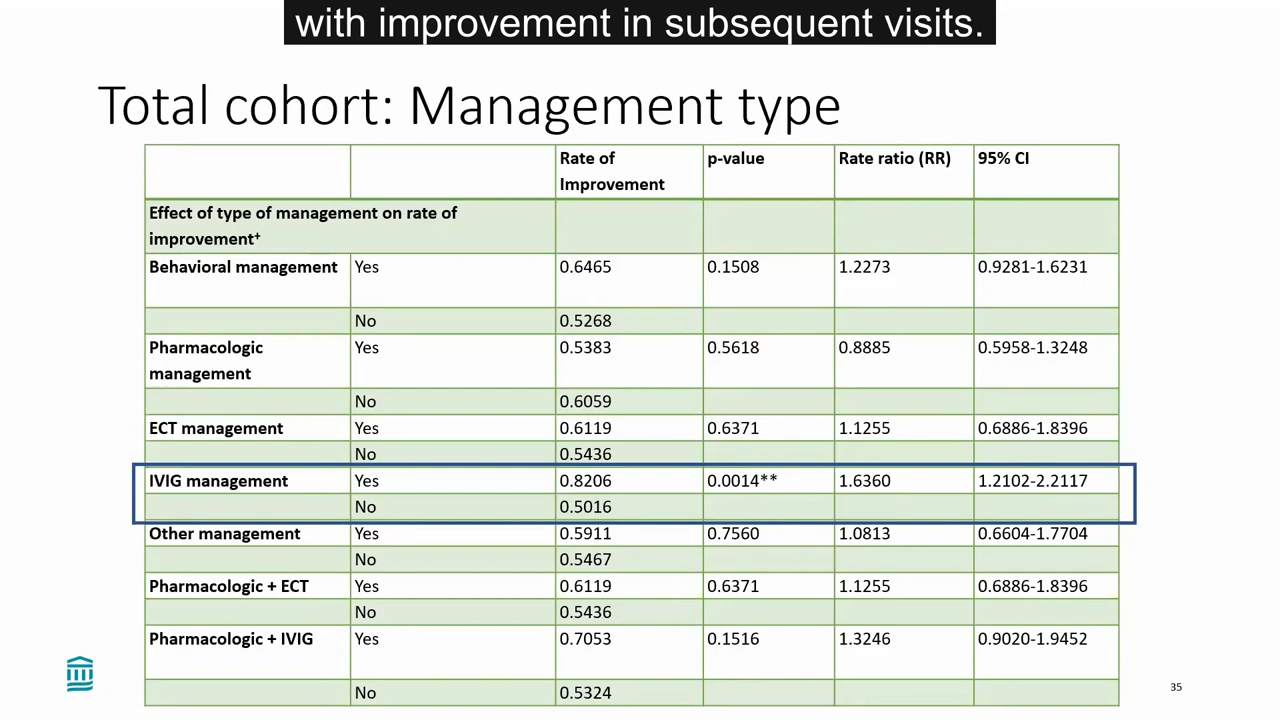 with improvement in subsequent visits.
Total cohort: Management type
Rate of Improvement p-value Rate ratio (RR) 95% CI
Effect of type of management on rate of improvement⁺
Behavioral management Yes 0.6465 0.1508 1.2273 0.9281-1.6231
No 0.5268
Pharmacologic management Yes 0.5383 0.5618 0.8885 0.5958-1.3248
No 0.6059
ECT management Yes 0.6119 0.6371 1.1255 0.6886-1.8396
No 0.5436
IVIG management Yes 0.8206 0.0014** 1.6360 1.2102-2.2117
No 0.5016
Other management Yes 0.5911 0.7560 1.0813 0.6604-1.7704
No 0.5467
Pharmacologic + ECT Yes 0.6119 0.6371 1.1255 0.6886-1.8396
No 0.5436
Pharmacologic + IVIG Yes 0.7053 0.1516 1.3246 0.9020-1.9452
No 0.5324
35